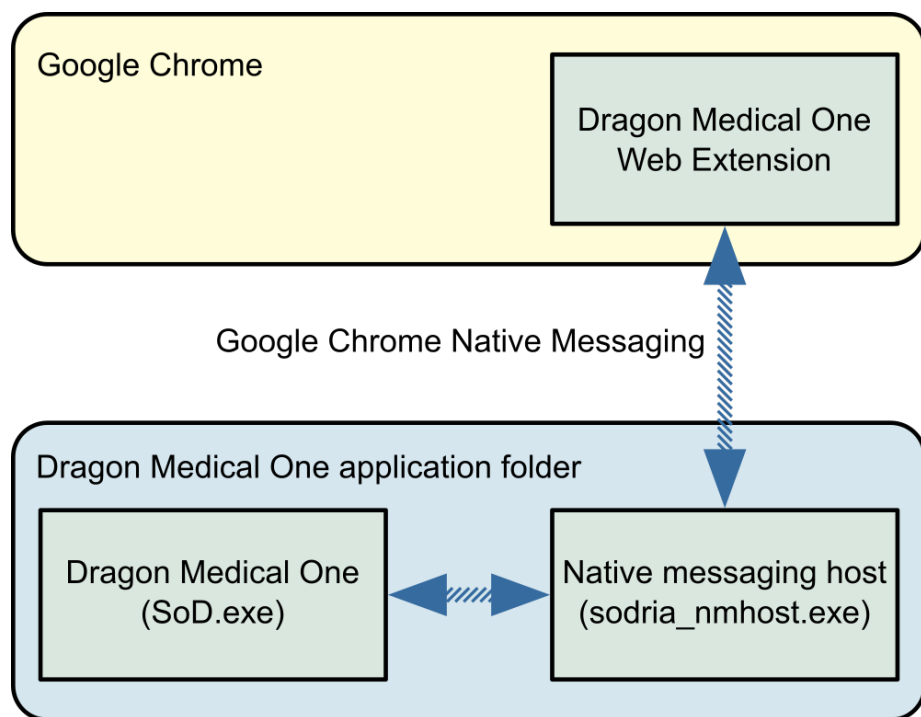 Google Chrome
Dragon Medical One
Web Extension
Google Chrome Native Messaging
Dragon Medical One application folder
Dragon Medical One
(SoD.exe)
Native messaging host
(sodria_nmhost.exe)